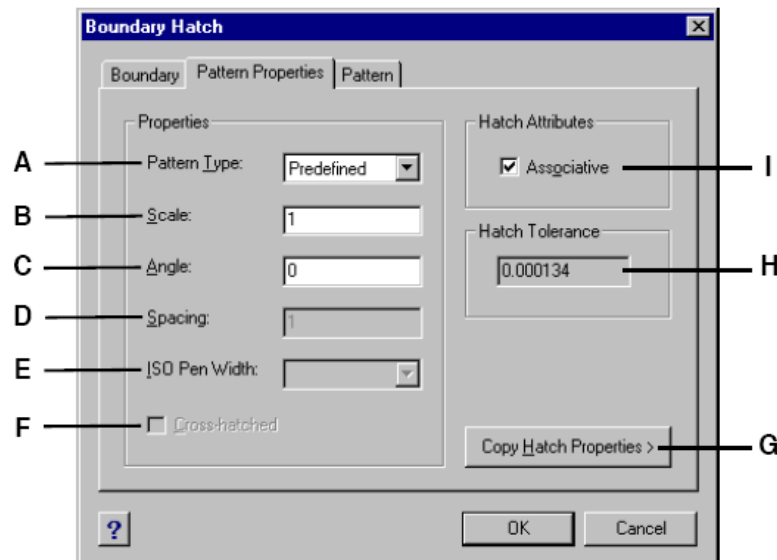 Boundary Hatch
Boundary Pattern Properties Pattern
Properties
A Pattern Type: Predefined
B Scale: 1
C Angle: 0
D Spacing: 1
E ISO Pen Width:
F Cross-hatched
Hatch Attributes
Associative I
Hatch Tolerance
0.000134 H
Copy Hatch Properties > G
? OK Cancel